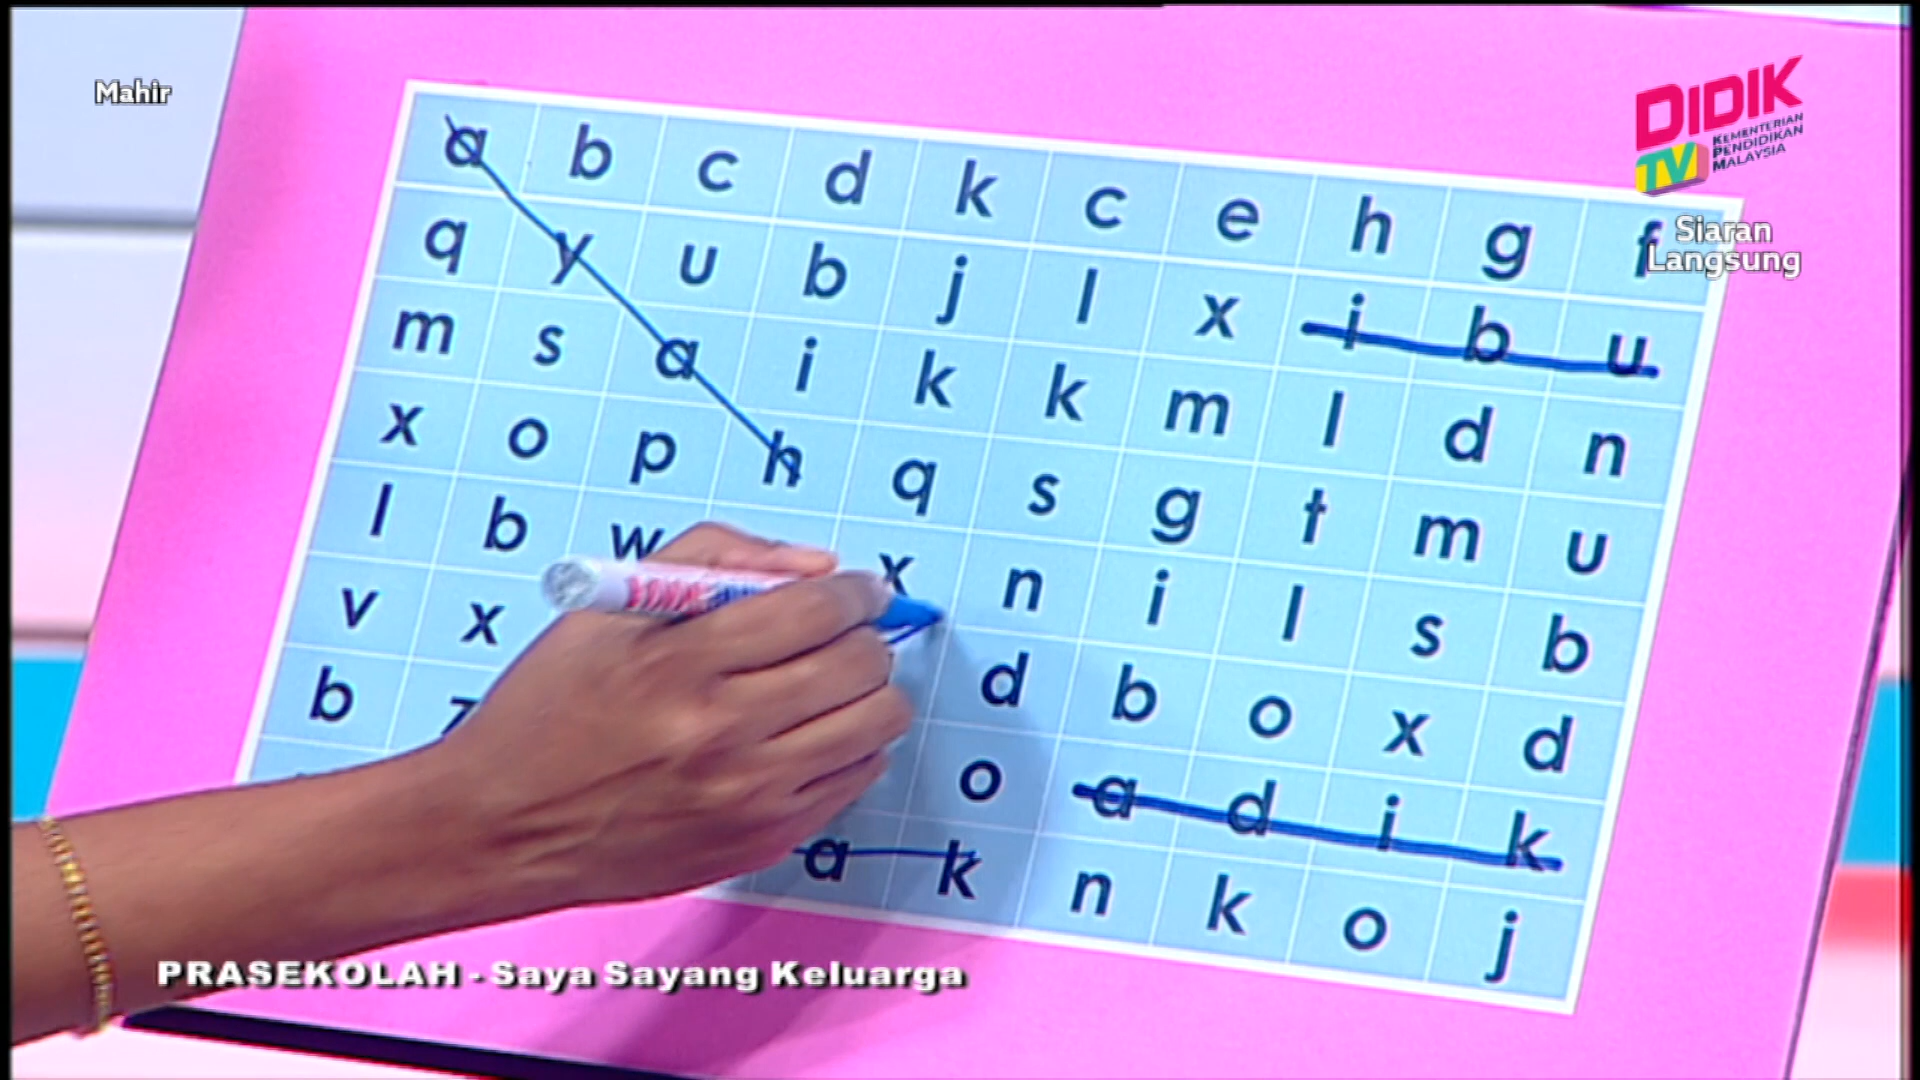 Mahir
DIDIK
TV
KEMENTERIAN
PENDIDIKAN
MALAYSIA
Siaran
Langsung
a b c d k c e h g f
q y u b j l x i b u
m s a i k k m l d n
x o p h q s g t m u
l b w x n i l s b
v x d b o x d
b z o a d i k
a k n k o j
PRASEKOLAH - Saya Sayang Keluarga